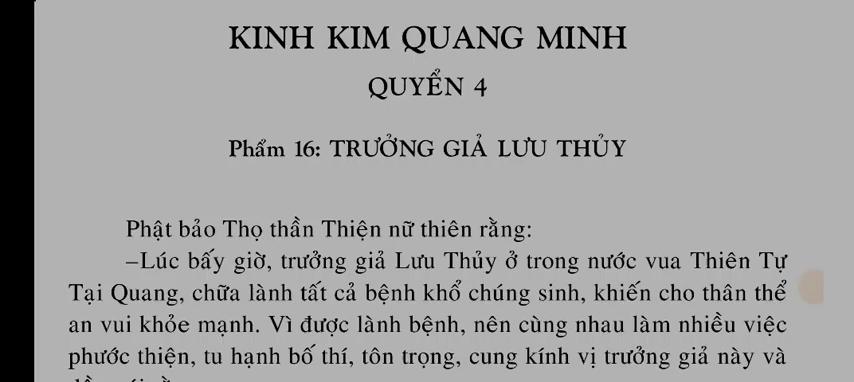 KINH KIM QUANG MINH
QUYỂN 4
Phẩm 16: TRƯỞNG GIẢ LƯU THỦY
Phật bảo Thọ thần Thiện nữ thiên rằng:
–Lúc bấy giờ, trưởng giả Lưu Thủy ở trong nước vua Thiên Tự
Tại Quang, chữa lành tất cả bệnh khổ chúng sinh, khiến cho thân thể
an vui khỏe mạnh. Vì được lành bệnh, nên cùng nhau làm nhiều việc
phước thiện, tu hạnh bố thí, tôn trọng, cung kính vị trưởng giả này và